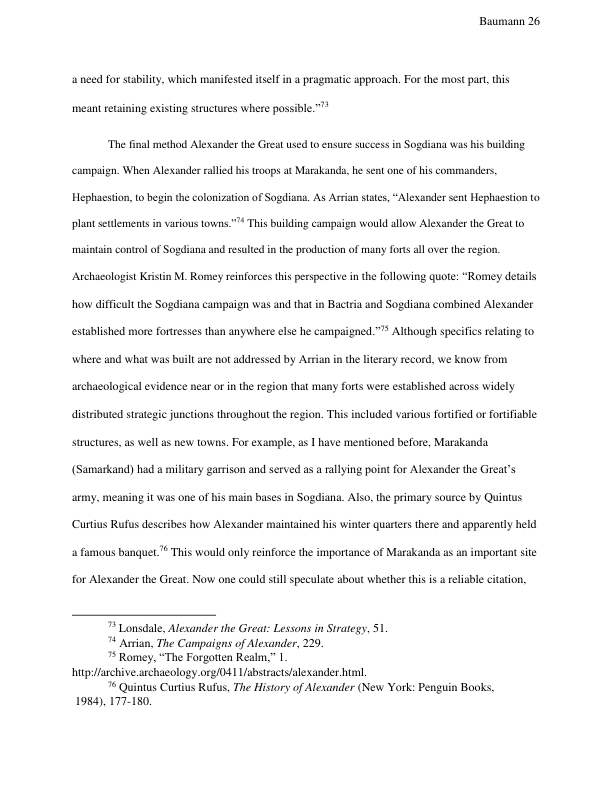 Baumann 26
a need for stability, which manifested itself in a pragmatic approach. For the most part, this
meant retaining existing structures where possible.”73
The final method Alexander the Great used to ensure success in Sogdiana was his building
campaign. When Alexander rallied his troops at Marakanda, he sent one of his commanders,
Hephaestion, to begin the colonization of Sogdiana. As Arrian states, “Alexander sent Hephaestion to
plant settlements in various towns.”74 This building campaign would allow Alexander the Great to
maintain control of Sogdiana and resulted in the production of many forts all over the region.
Archaeologist Kristin M. Romey reinforces this perspective in the following quote: “Romey details
how difficult the Sogdiana campaign was and that in Bactria and Sogdiana combined Alexander
established more fortresses than anywhere else he campaigned.”75 Although specifics relating to
where and what was built are not addressed by Arrian in the literary record, we know from
archaeological evidence near or in the region that many forts were established across widely
distributed strategic junctions throughout the region. This included various fortified or fortifiable
structures, as well as new towns. For example, as I have mentioned before, Marakanda
(Samarkand) had a military garrison and served as a rallying point for Alexander the Great’s
army, meaning it was one of his main bases in Sogdiana. Also, the primary source by Quintus
Curtius Rufus describes how Alexander maintained his winter quarters there and apparently held
a famous banquet.76 This would only reinforce the importance of Marakanda as an important site
for Alexander the Great. Now one could still speculate about whether this is a reliable citation,
73 Lonsdale, Alexander the Great: Lessons in Strategy, 51.
74 Arrian, The Campaigns of Alexander, 229.
75 Romey, “The Forgotten Realm,” 1.
http://archive.archaeology.org/0411/abstracts/alexander.html.
76 Quintus Curtius Rufus, The History of Alexander (New York: Penguin Books,
1984), 177-180.